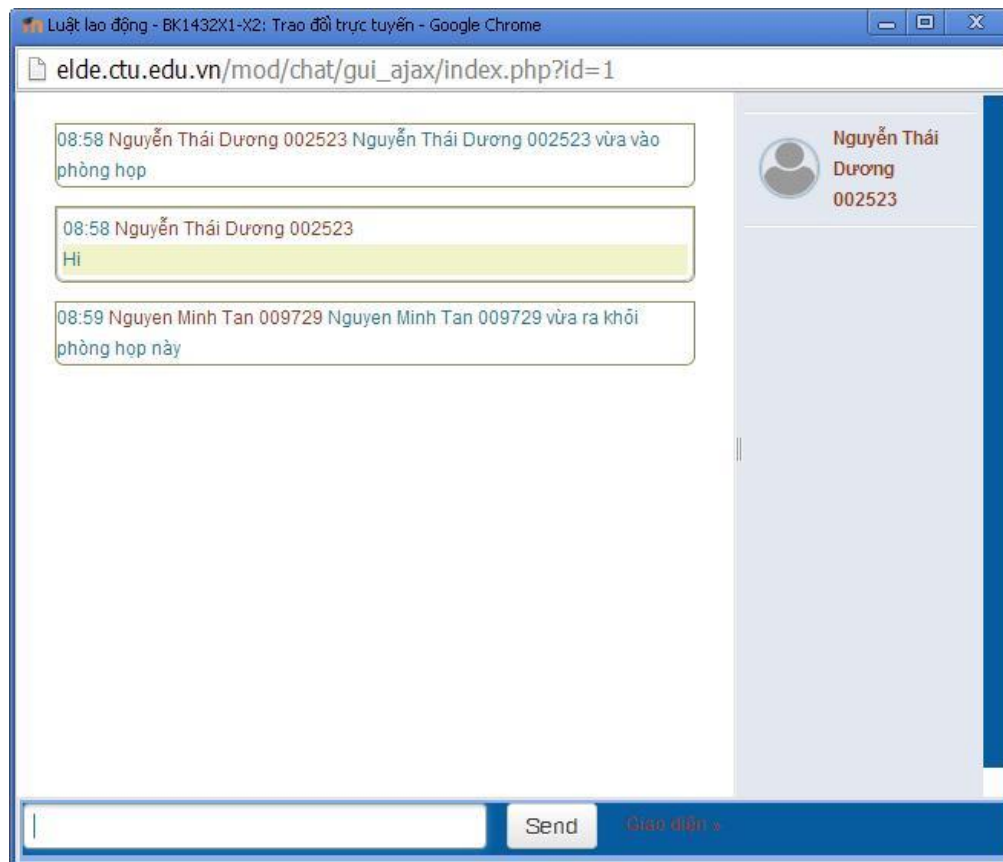 Luật lao động - BK1432X1-X2: Trao đổi trực tuyến - Google Chrome
elde.ctu.edu.vn/mod/chat/gui_ajax/index.php?id=1
08:58 Nguyễn Thái Dương 002523 Nguyễn Thái Dương 002523 vừa vào
phòng họp
08:58 Nguyễn Thái Dương 002523
Hi
08:59 Nguyen Minh Tan 009729 Nguyen Minh Tan 009729 vừa ra khỏi
phòng họp này
Nguyễn Thái
Dương
002523
Send
Giao diện »